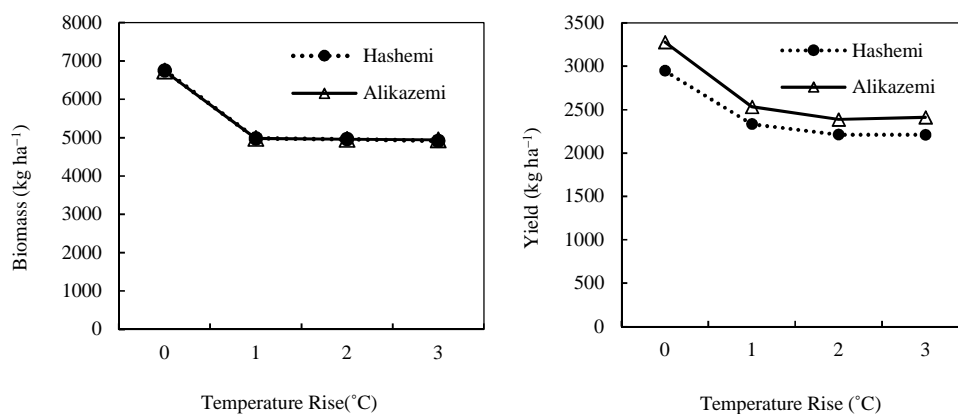 8000
7000
6000
5000
4000
3000
2000
1000
0
Biomass (kg ha⁻¹)
Hashemi
Alikazemi
0 1 2 3
Temperature Rise(˚C)
3500
3000
2500
2000
1500
1000
500
0
Yield (kg ha⁻¹)
Hashemi
Alikazemi
0 1 2 3
Temperature Rise (˚C)